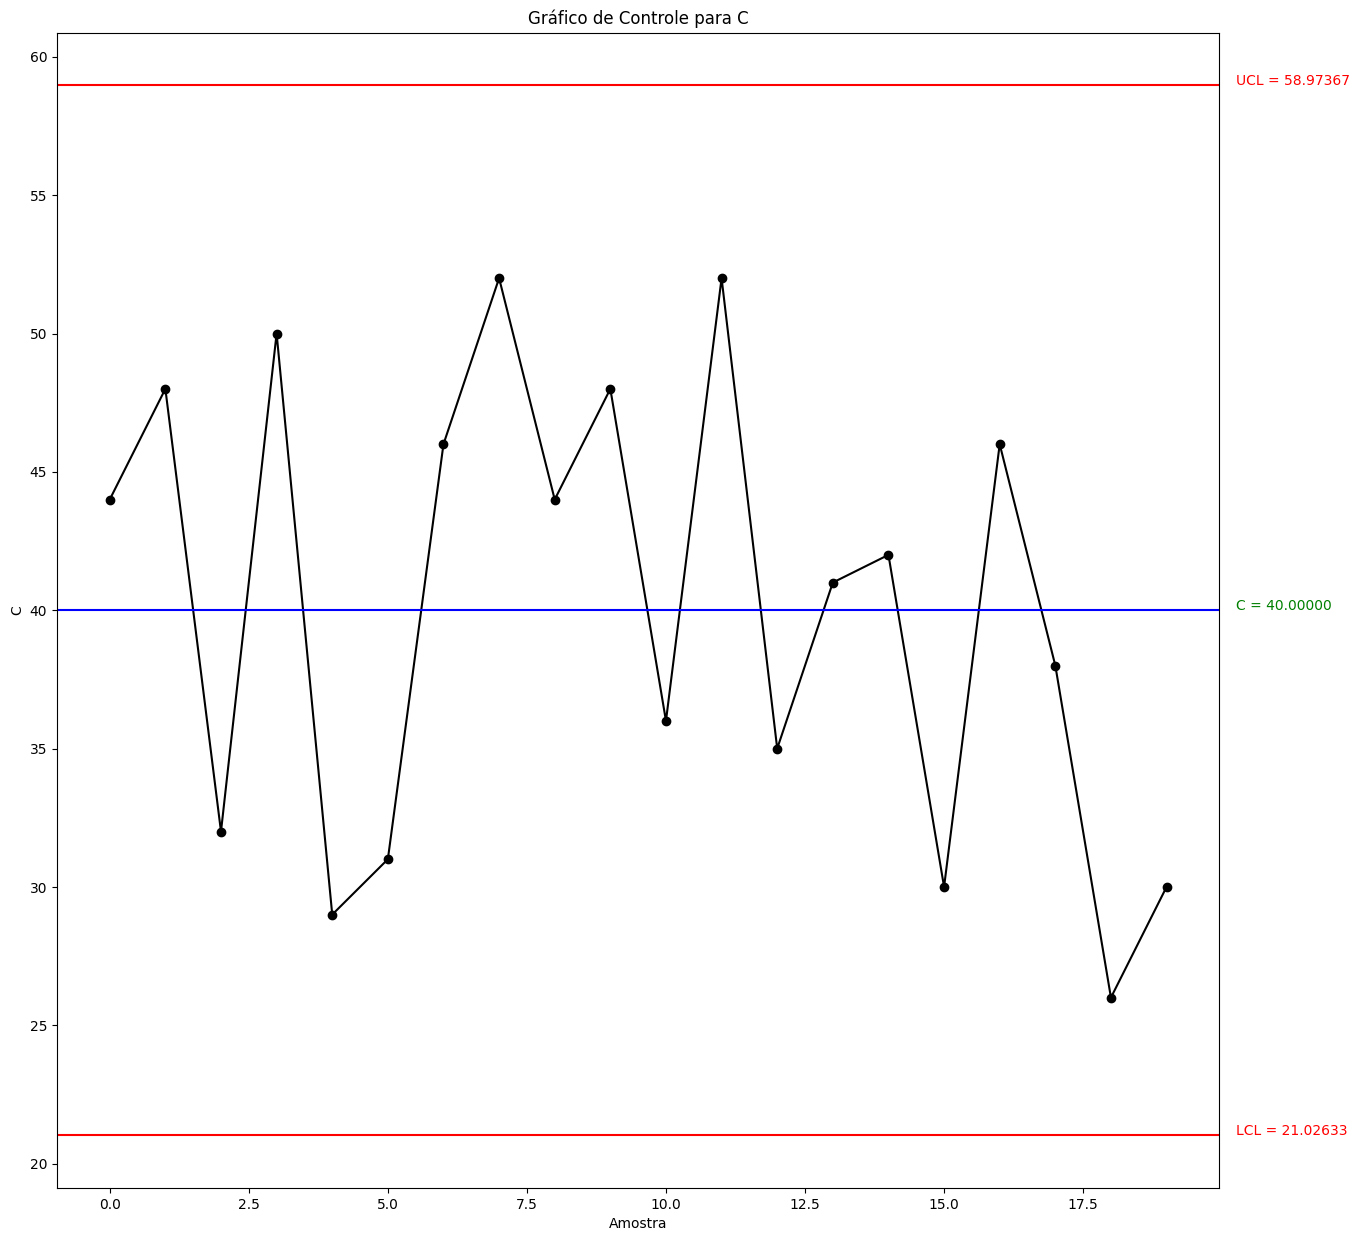 Gráfico de Controle para C
60
UCL = 58.97367
55
50
45
40
C = 40.00000
C
35
30
25
LCL = 21.02633
20
0.0 2.5 5.0 7.5 10.0 12.5 15.0 17.5
Amostra